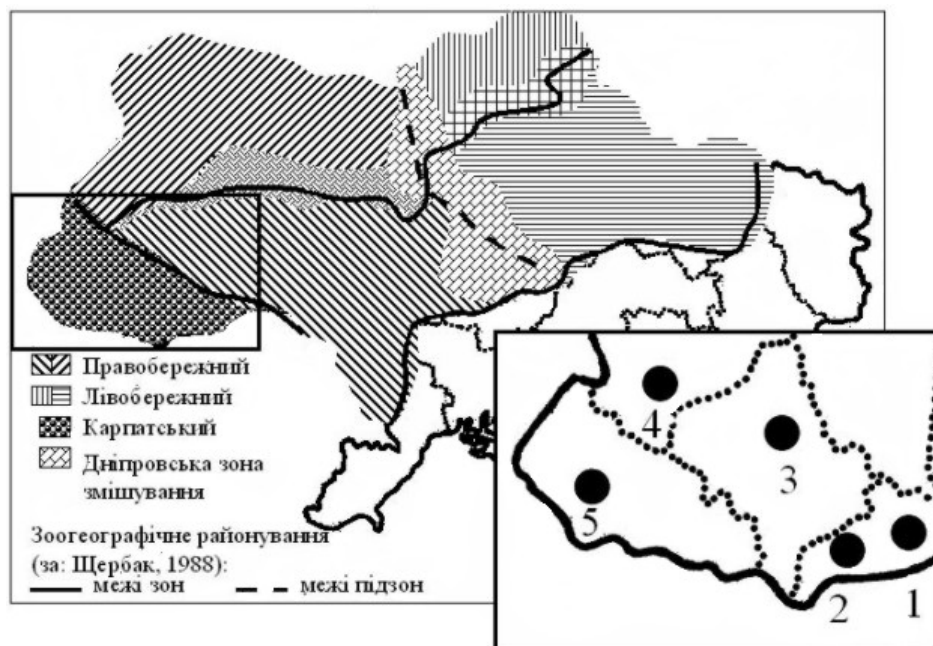 Правобережний
Лівобережний
Карпатський
Дніпровська зона
змішування
Зоогеографічне районування
(за: Щербак, 1988):
межі зон
межі підзон
4
3
5
2
1